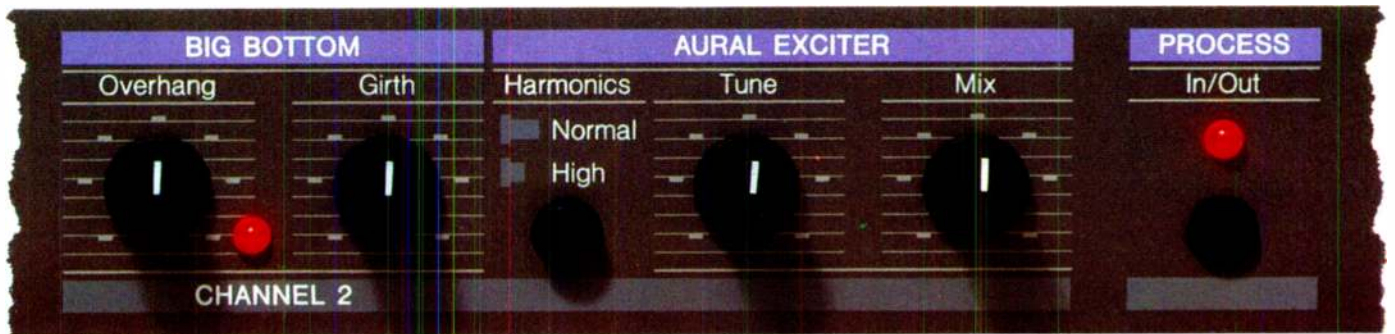 BIG BOTTOM AURAL EXCITER PROCESS
Overhang Girth Harmonics Tune Mix In/Out
Normal
High
CHANNEL 2